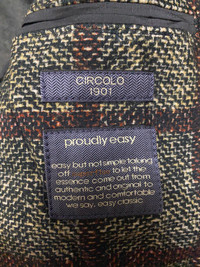 CIRCOLO
1901
proudly easy
easy but not simple taking
off to let the
essence come out from
authentic and original to
modern and comfortable
we say, easy classic.